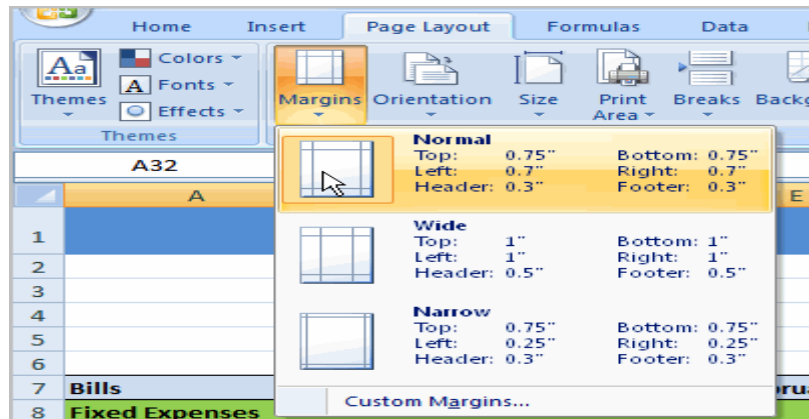 Home Insert Page Layout Formulas Data
Colors
Aa
A Fonts
Themes
Effects
Margins Orientation Size Print Area Breaks
Themes
Normal
Top: 0.75" Bottom: 0.75"
Left: 0.7" Right: 0.7"
Header: 0.3" Footer: 0.3"
A32
A E
Wide
Top: 1" Bottom: 1"
Left: 1" Right: 1"
Header: 0.5" Footer: 0.5"
Narrow
Top: 0.75" Bottom: 0.75"
Left: 0.25" Right: 0.25"
Header: 0.3" Footer: 0.3"
Custom Margins...
1
2
3
4
5
6
7 Bills
8 Fixed Expenses